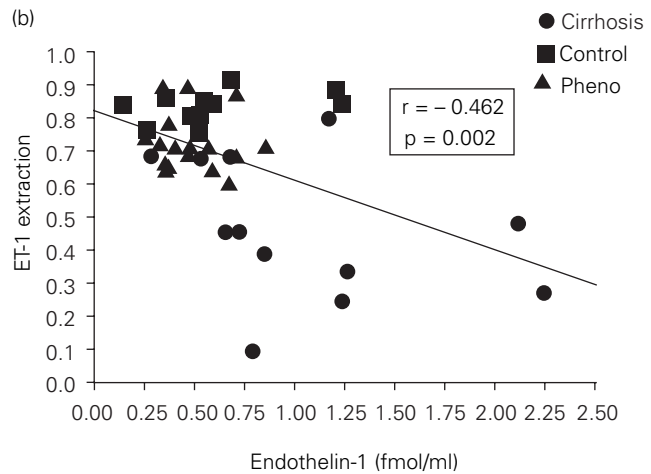 (b)
Cirrhosis
Control
Pheno
r = – 0.462
p = 0.002
ET-1 extraction
1.0
0.9
0.8
0.7
0.6
0.5
0.4
0.3
0.2
0.1
0.0
0.00 0.25 0.50 0.75 1.00 1.25 1.50 1.75 2.00 2.25 2.50
Endothelin-1 (fmol/ml)